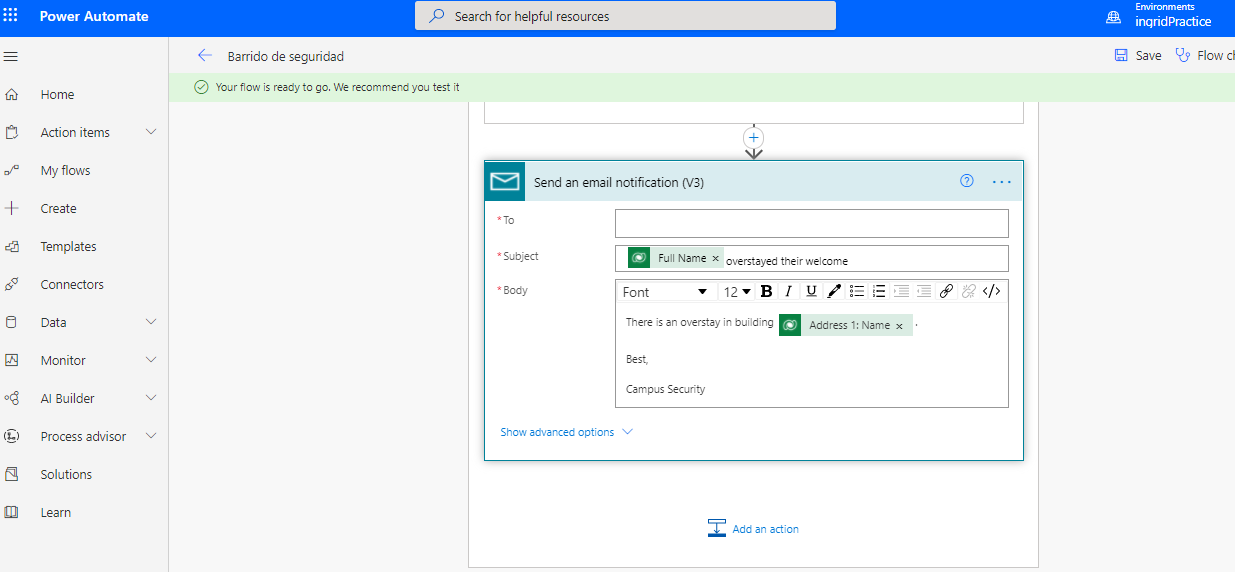 Power Automate
Search for helpful resources
Environments
ingridPractice
Barrido de seguridad
Save
Flow
Your flow is ready to go. We recommend you test it
Home
Action items
My flows
Create
Templates
Connectors
Data
Monitor
AI Builder
Process advisor
Solutions
Learn
Send an email notification (V3)
* To
* Subject
Full Name × overstayed their welcome
* Body
Font 12 B I U </>
There is an overstay in building Address 1: Name × .
Best,
Campus Security
Show advanced options
Add an action